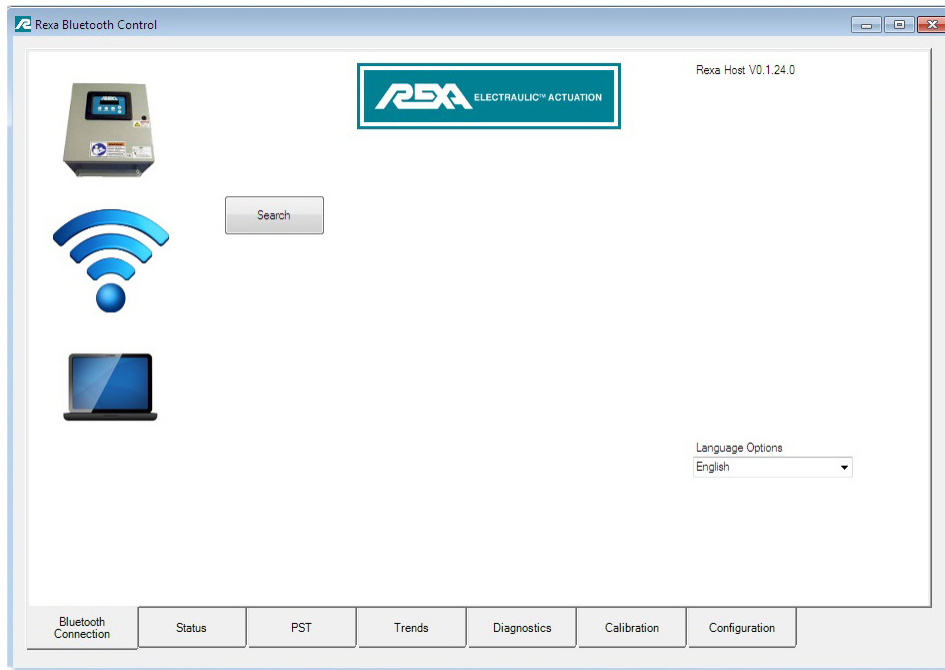 Rexa Bluetooth Control
Rexa Host V0.1.24.0
REXA ELECTRAULIC™ ACTUATION
Search
Language Options
English
Bluetooth
Connection
Status
PST
Trends
Diagnostics
Calibration
Configuration